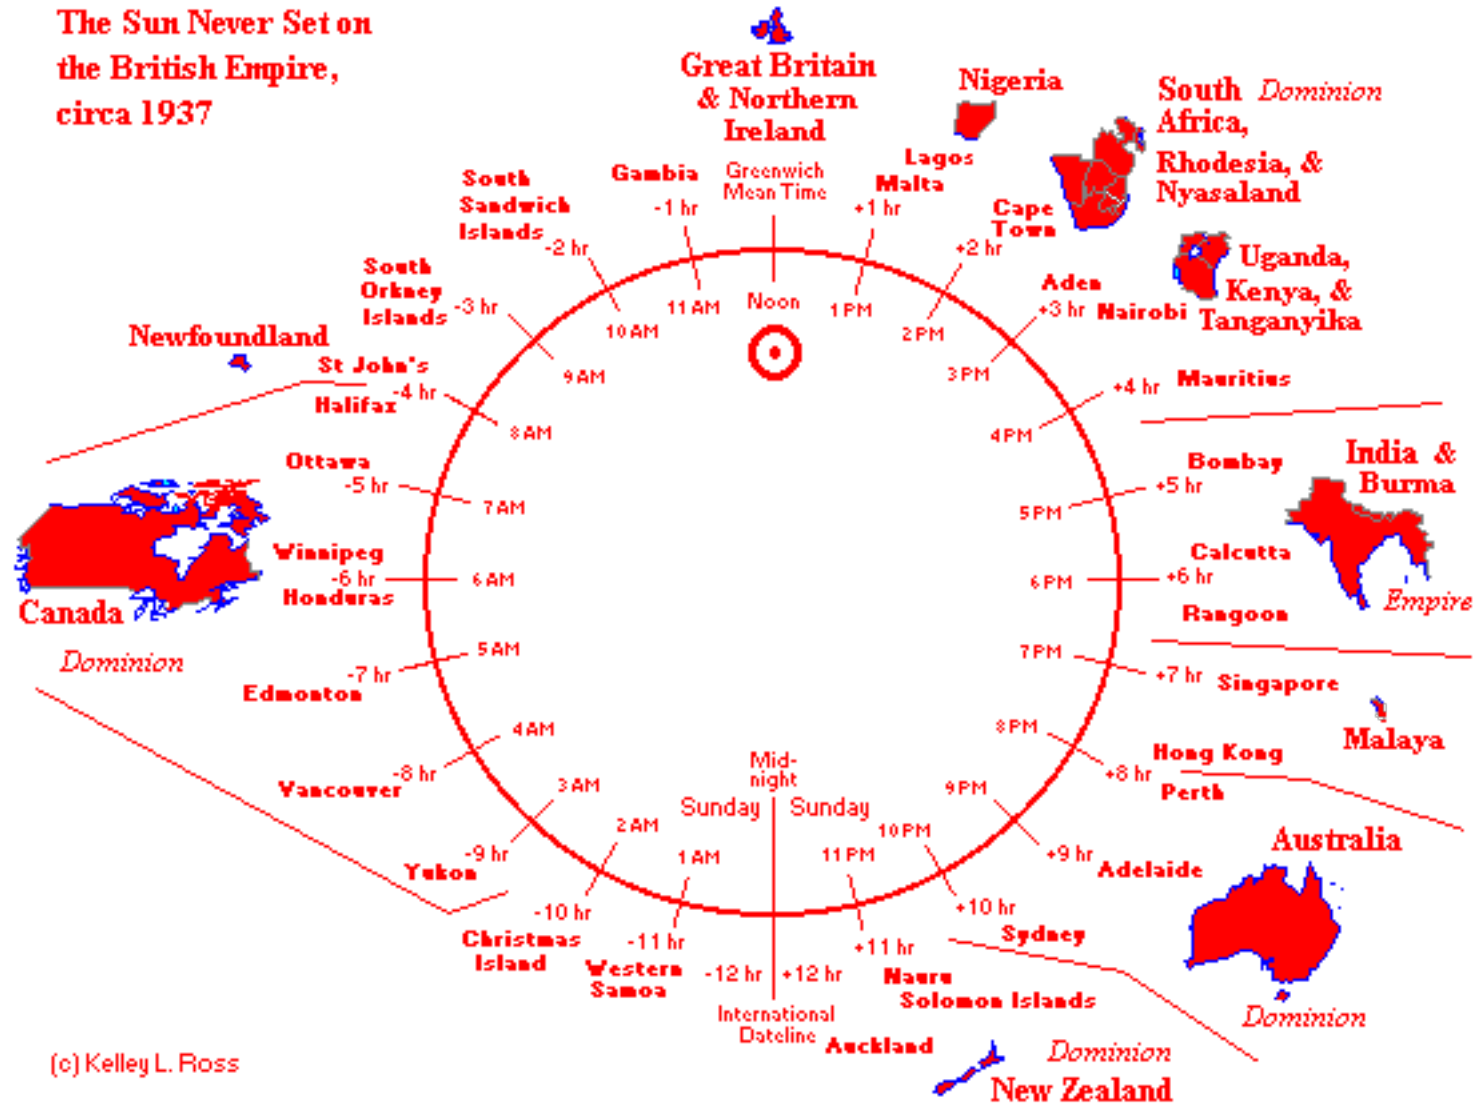 The Sun Never Set on
the British Empire,
circa 1937
Great Britain
& Northern
Ireland
Greenwich
Mean Time
Noon
Nigeria
Lagos
Malta
+1 hr
1 PM
South Dominion
Africa,
Rhodesia, &
Nyasaland
Cape
Town
+2 hr
2 PM
Uganda,
Kenya, &
Tanganyika
Aden
+3 hr Nairobi
3 PM
+4 hr Mauritius
4 PM
India &
Burma
Empire
Bombay
+5 hr
5 PM
Calcutta
+6 hr
6 PM
Rangoon
7 PM
+7 hr Singapore
Malaya
8 PM
Hong Kong
+8 hr
Perth
9 PM
+9 hr Adelaide
Australia
Dominion
10 PM
+10 hr
Sydney
11 PM
+11 hr
Nauru
Solomon Islands
Mid-
night
Sunday Sunday
-12 hr +12 hr
International
Dateline
Auckland
Dominion
New Zealand
1 AM
-11 hr
Western
Samoa
2 AM
-10 hr
Christmas
Island
3 AM
-9 hr
Yukon
4 AM
-8 hr
Vancouver
5 AM
-7 hr
Edmonton
Winnipeg
-6 hr
6 AM
Honduras
Canada
Dominion
Ottawa
-5 hr
7 AM
Newfoundland
St John's
-4 hr
Halifax
8 AM
South
Orkney
Islands
-3 hr
9 AM
South
Sandwich
Islands
-2 hr
10 AM
Gambia
-1 hr
11 AM
(c) Kelley L. Ross